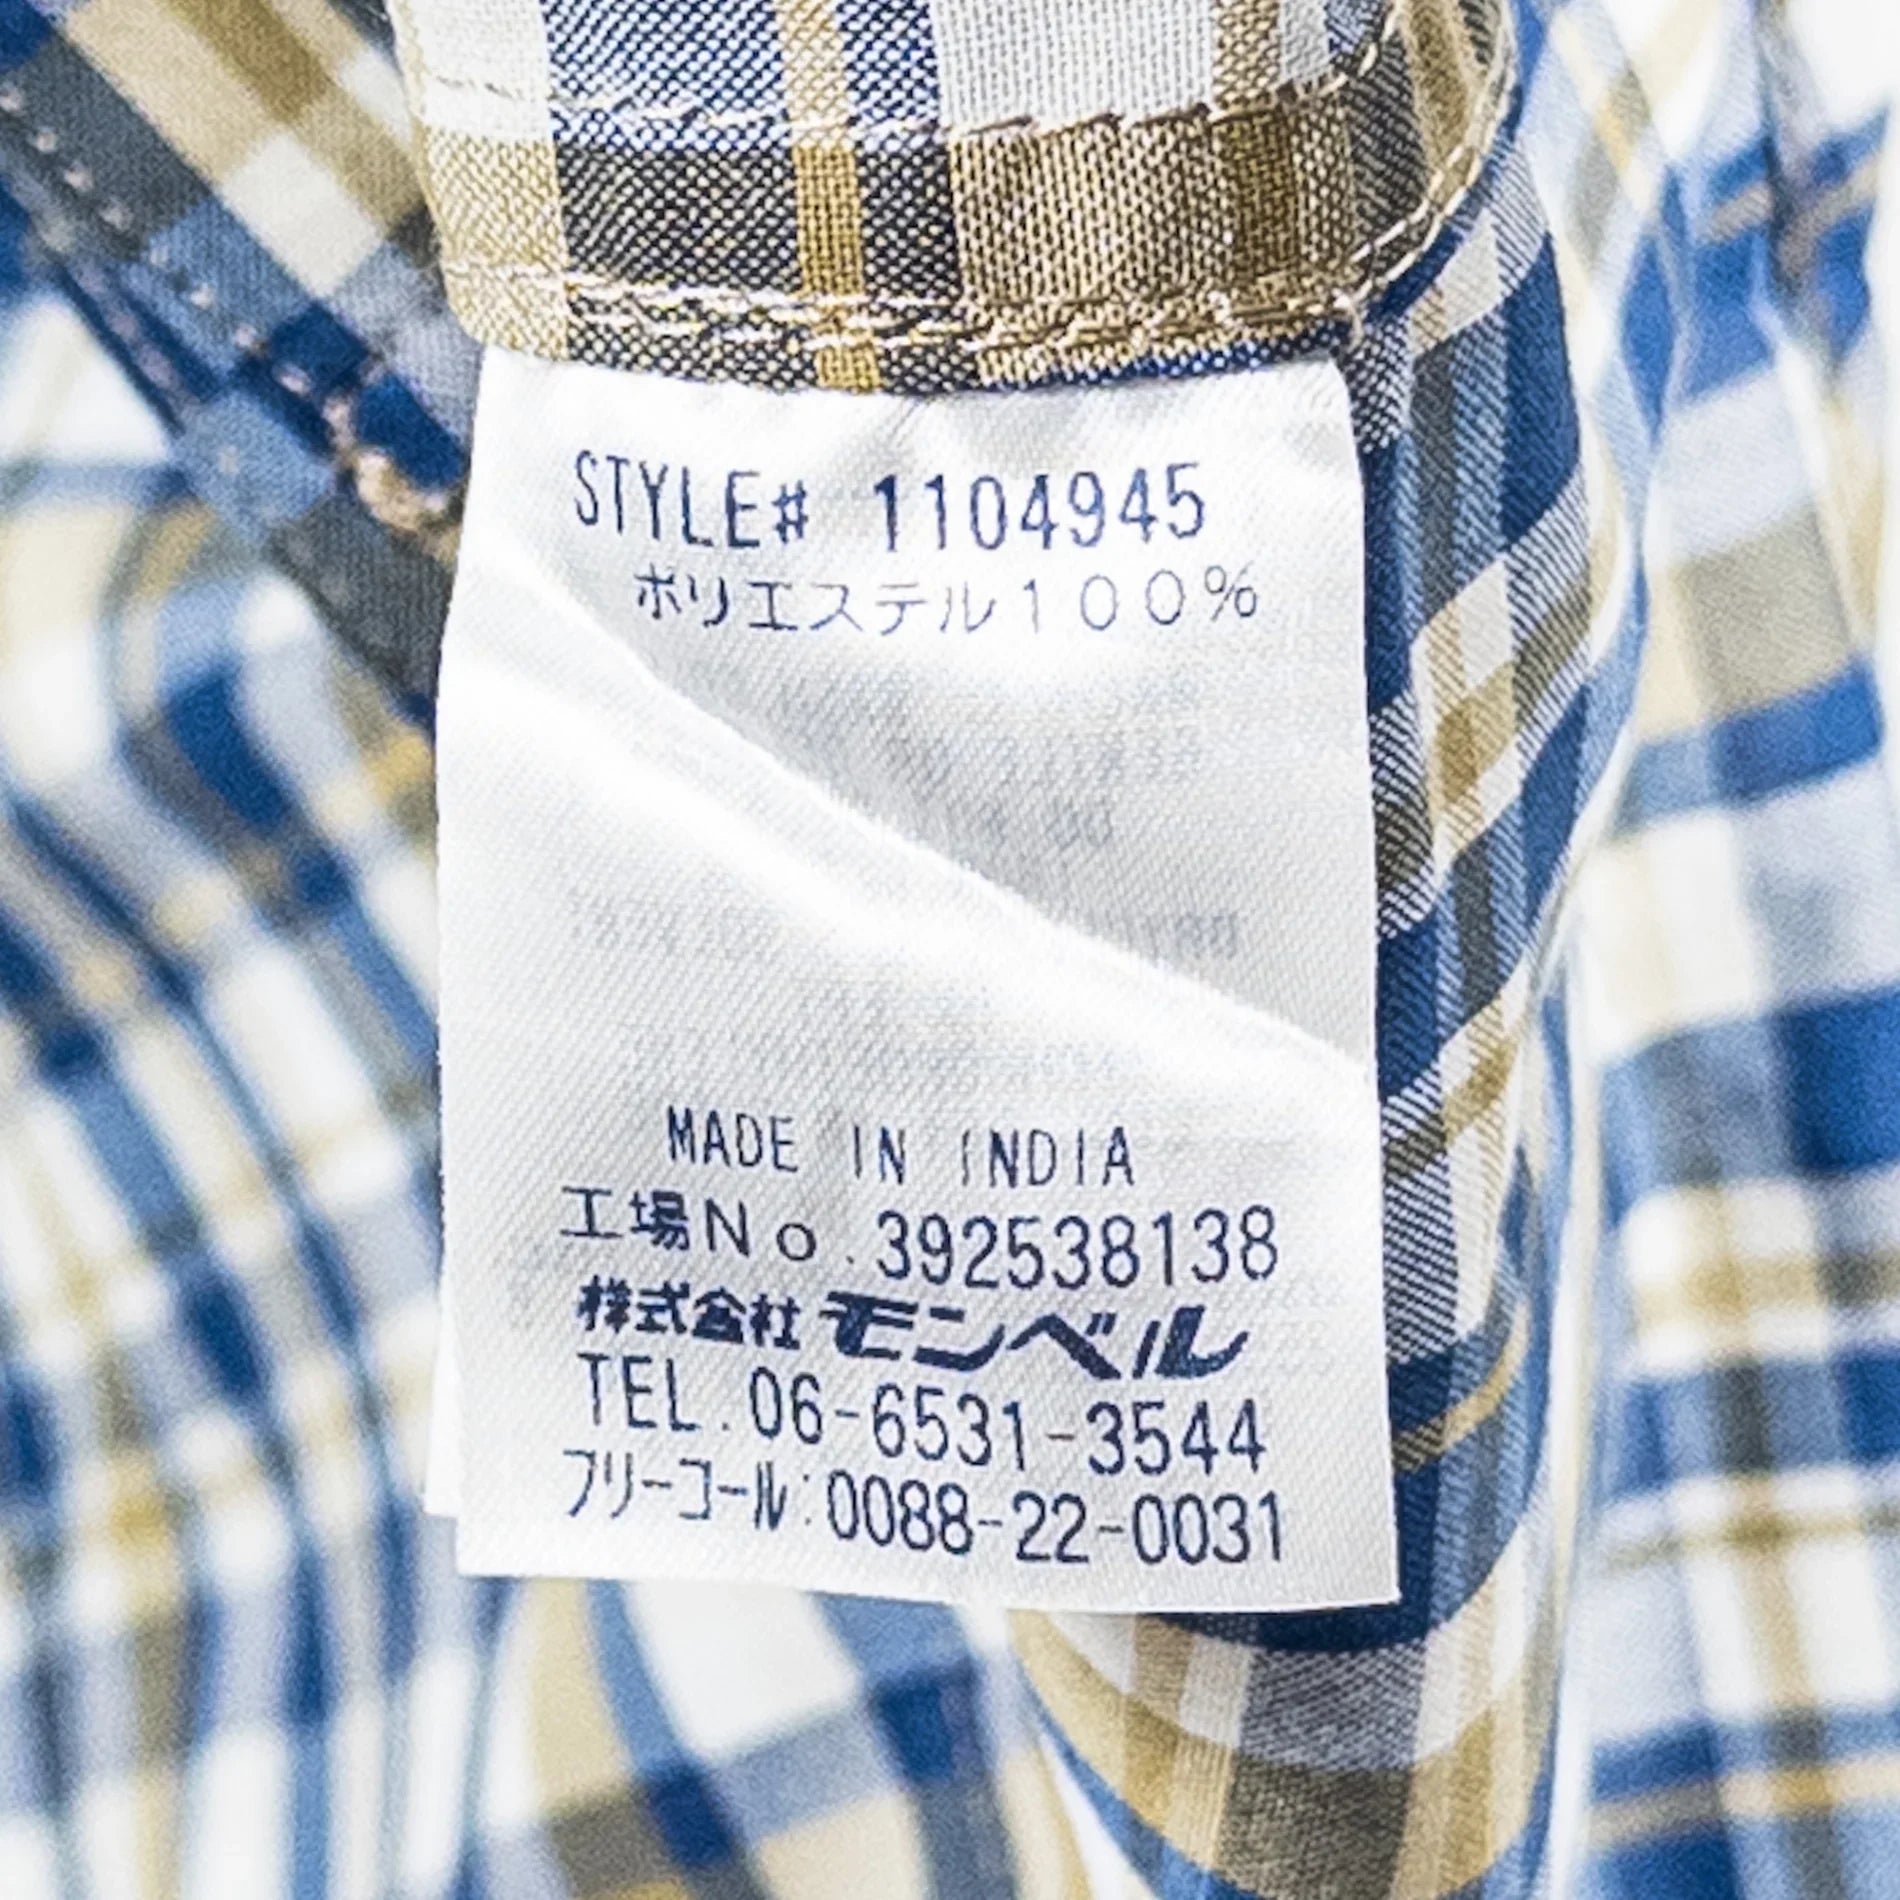 STYLE# 1104945
ポリエステル100%
MADE IN INDIA
工場No.392538138
株式会社モンベル
TEL.06-6531-3544
フリーコール:0088-22-0031